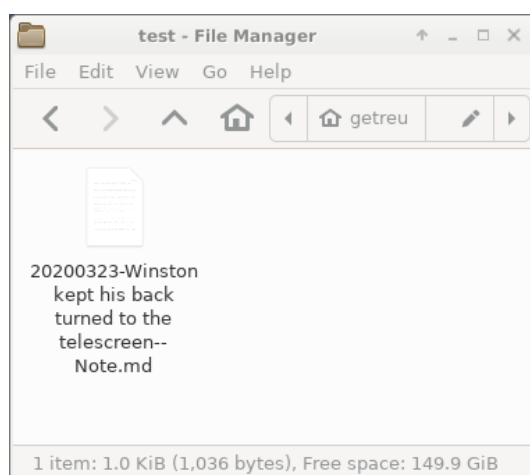 test - File Manager
File Edit View Go Help
getreu
20200323-Winston
kept his back
turned to the
telescreen--
Note.md
1 item: 1.0 KiB (1,036 bytes), Free space: 149.9 GiB